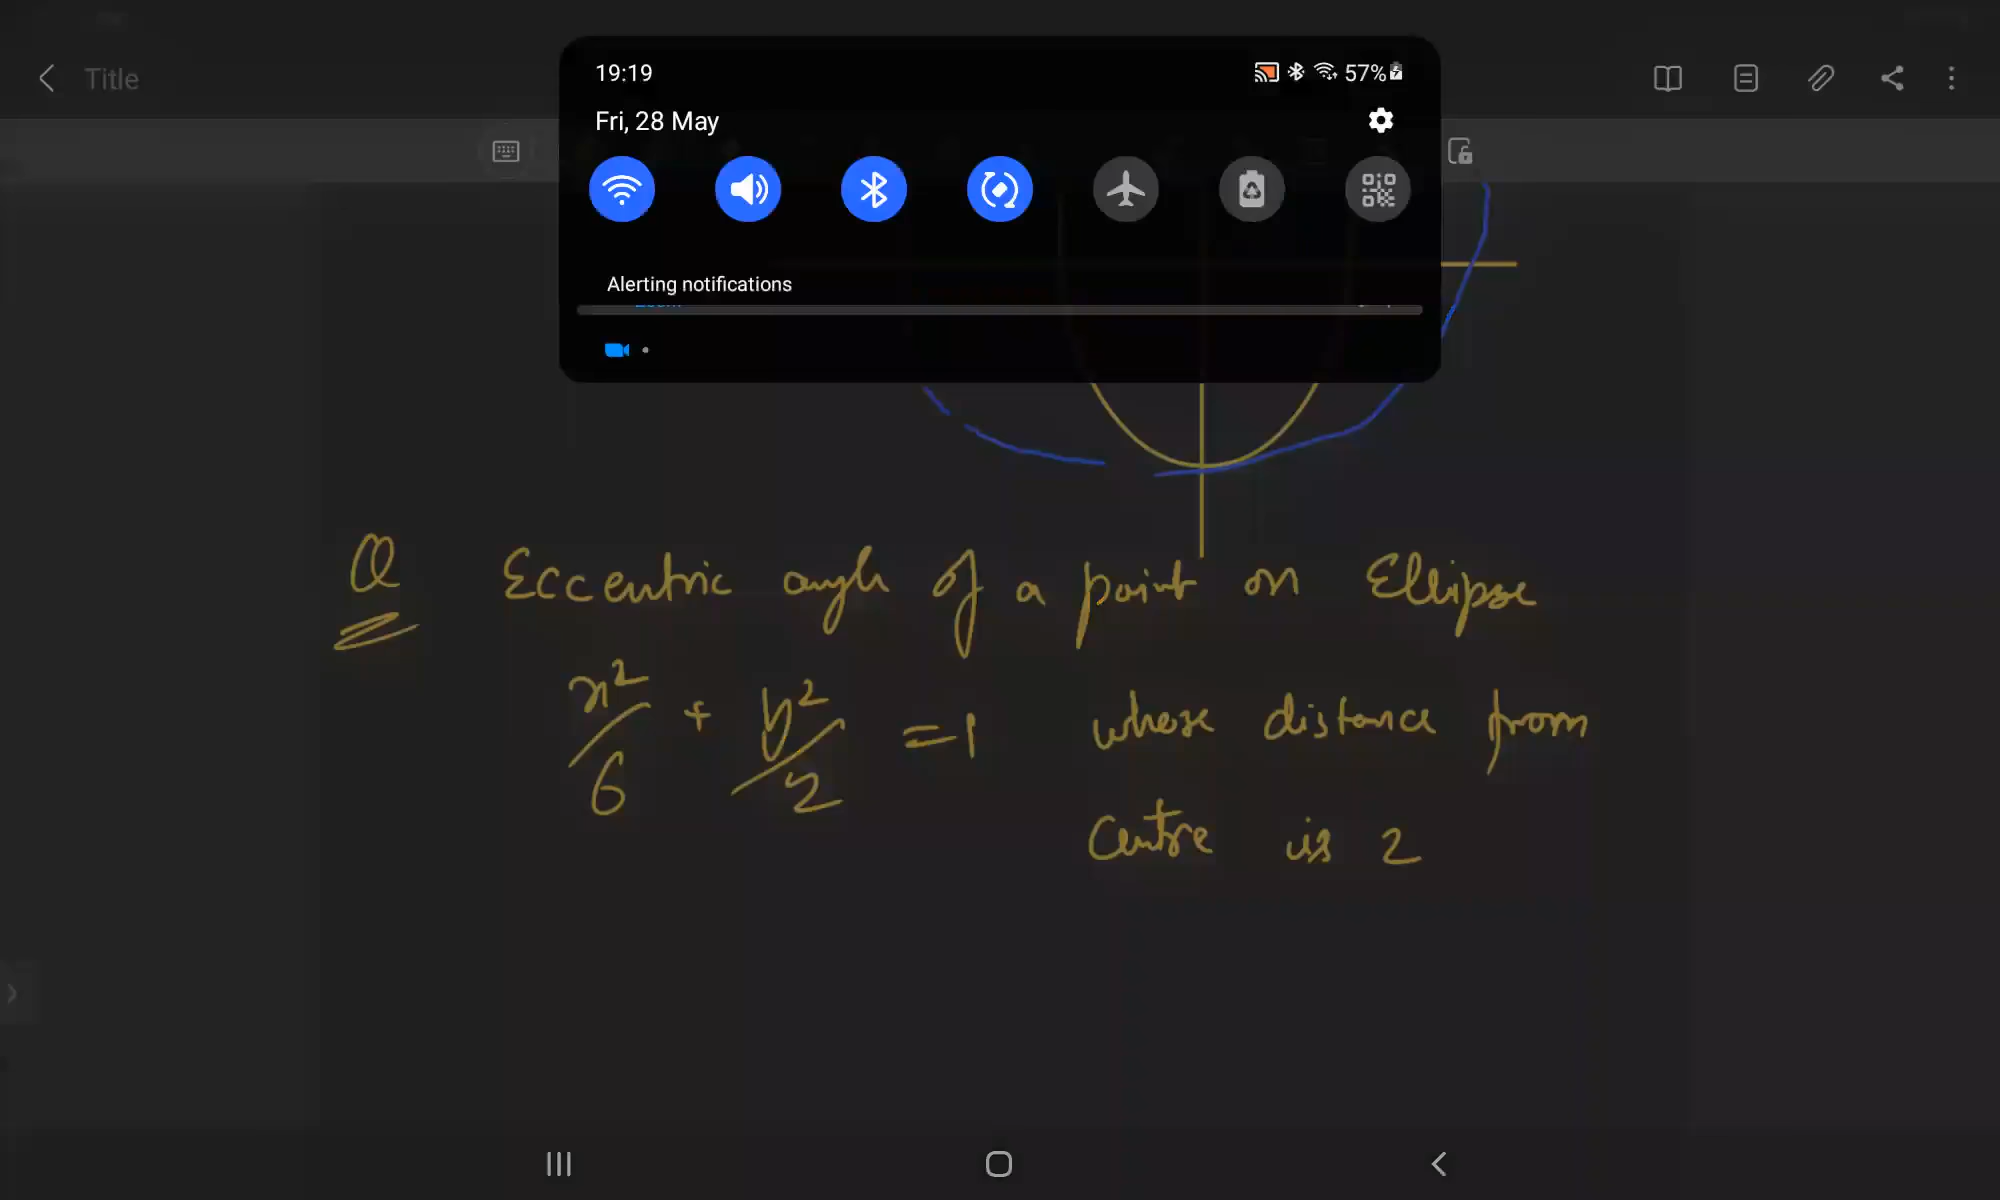 19:19
57%
Fri, 28 May
Title
Alerting notifications
Q Eccentric angle of a point on Ellipse
x²/6 + y²/2 = 1 whose distance from
Centre is 2